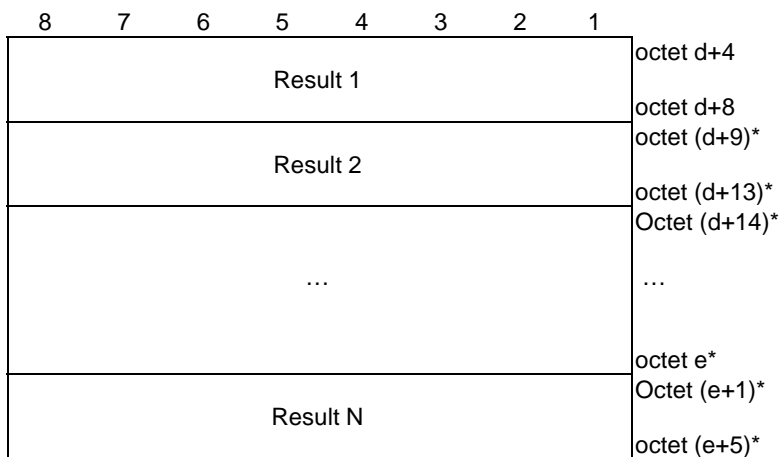 8 7 6 5 4 3 2 1
octet d+4
Result 1
octet d+8
octet (d+9)*
Result 2
octet (d+13)*
Octet (d+14)*
… …
octet e*
Octet (e+1)*
Result N
octet (e+5)*